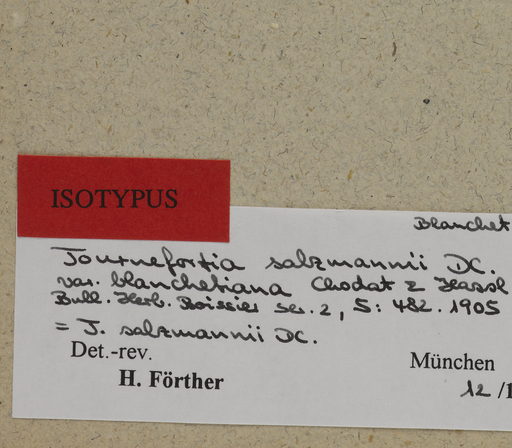 ISOTYPUS
Blanchet
Tournefortia salzmannii DC.
var. blanchetiana Chodat & Hassl
Bull. Herb. Boissier ser. 2, 5: 482. 1905
= T. salzmannii DC.
Det.-rev.
H. Förther
München
12/1